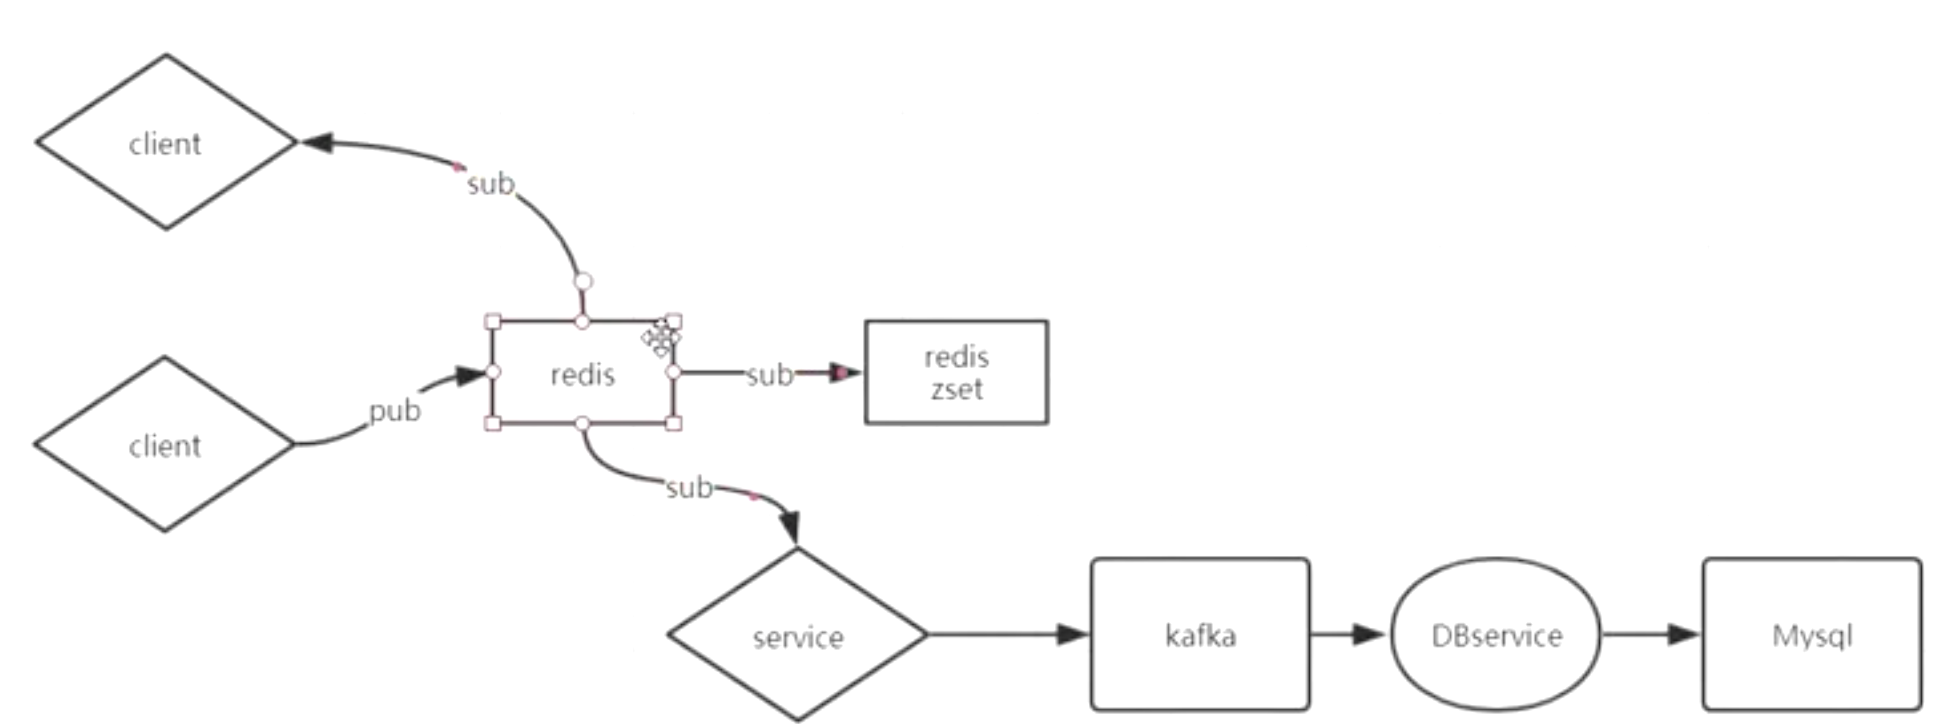 client
sub
client
pub
redis
sub
redis
zset
sub
service
kafka
DBservice
Mysql